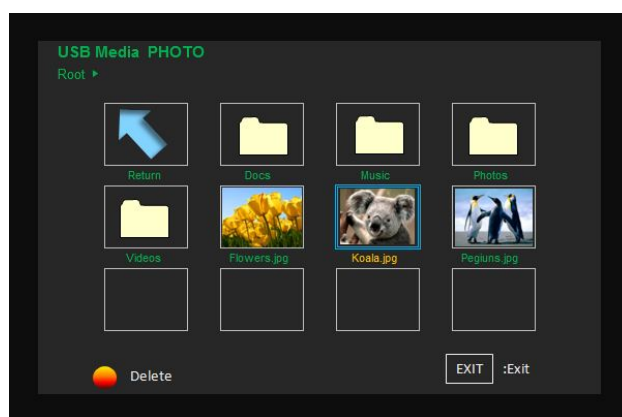 USB Media PHOTO
Root
Return Docs Music Photos
Videos Flowers.jpg Koala.jpg Pegiuns.jpg
Delete EXIT :Exit